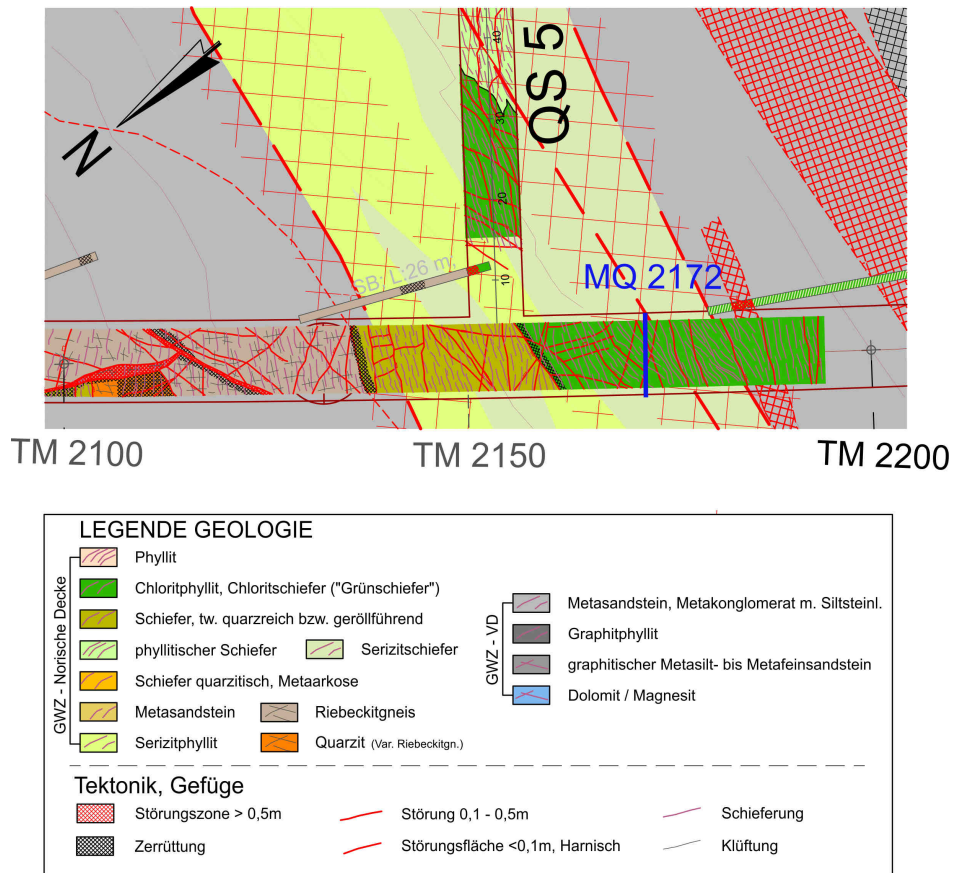 N
40
30
20
10
QS 5
SB; L:26 m,
MQ 2172
TM 2100
TM 2150
TM 2200
LEGENDE GEOLOGIE
GWZ - Norische Decke
Phyllit
Chloritphyllit, Chloritschiefer ("Grünschiefer")
Schiefer, tw. quarzreich bzw. geröllführend
phyllitischer Schiefer
Serizitschiefer
Schiefer quarzitisch, Metaarkose
Metasandstein
Riebeckitgneis
Serizitphyllit
Quarzit (Var. Riebeckitgn.)
GWZ - VD
Metasandstein, Metakonglomerat m. Siltsteinl.
Graphitphyllit
graphitischer Metasilt- bis Metafeinsandstein
Dolomit / Magnesit
Tektonik, Gefüge
Störungszone > 0,5m
Störung 0,1 - 0,5m
Schieferung
Zerrüttung
Störungsfläche <0,1m, Harnisch
Klüftung